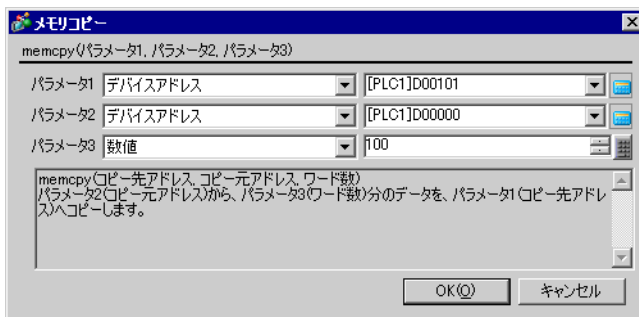 メモリコピー
memcpy(パラメータ1, パラメータ2, パラメータ3)
パラメータ1 デバイスアドレス [PLC1]D00101
パラメータ2 デバイスアドレス [PLC1]D00000
パラメータ3 数値 100
memcpy(コピー先アドレス, コピー元アドレス, ワード数)
パラメータ2(コピー元アドレス)から、パラメータ3(ワード数)分のデータを、パラメータ1(コピー先アドレ
ス)へコピーします。
OK(O) キャンセル